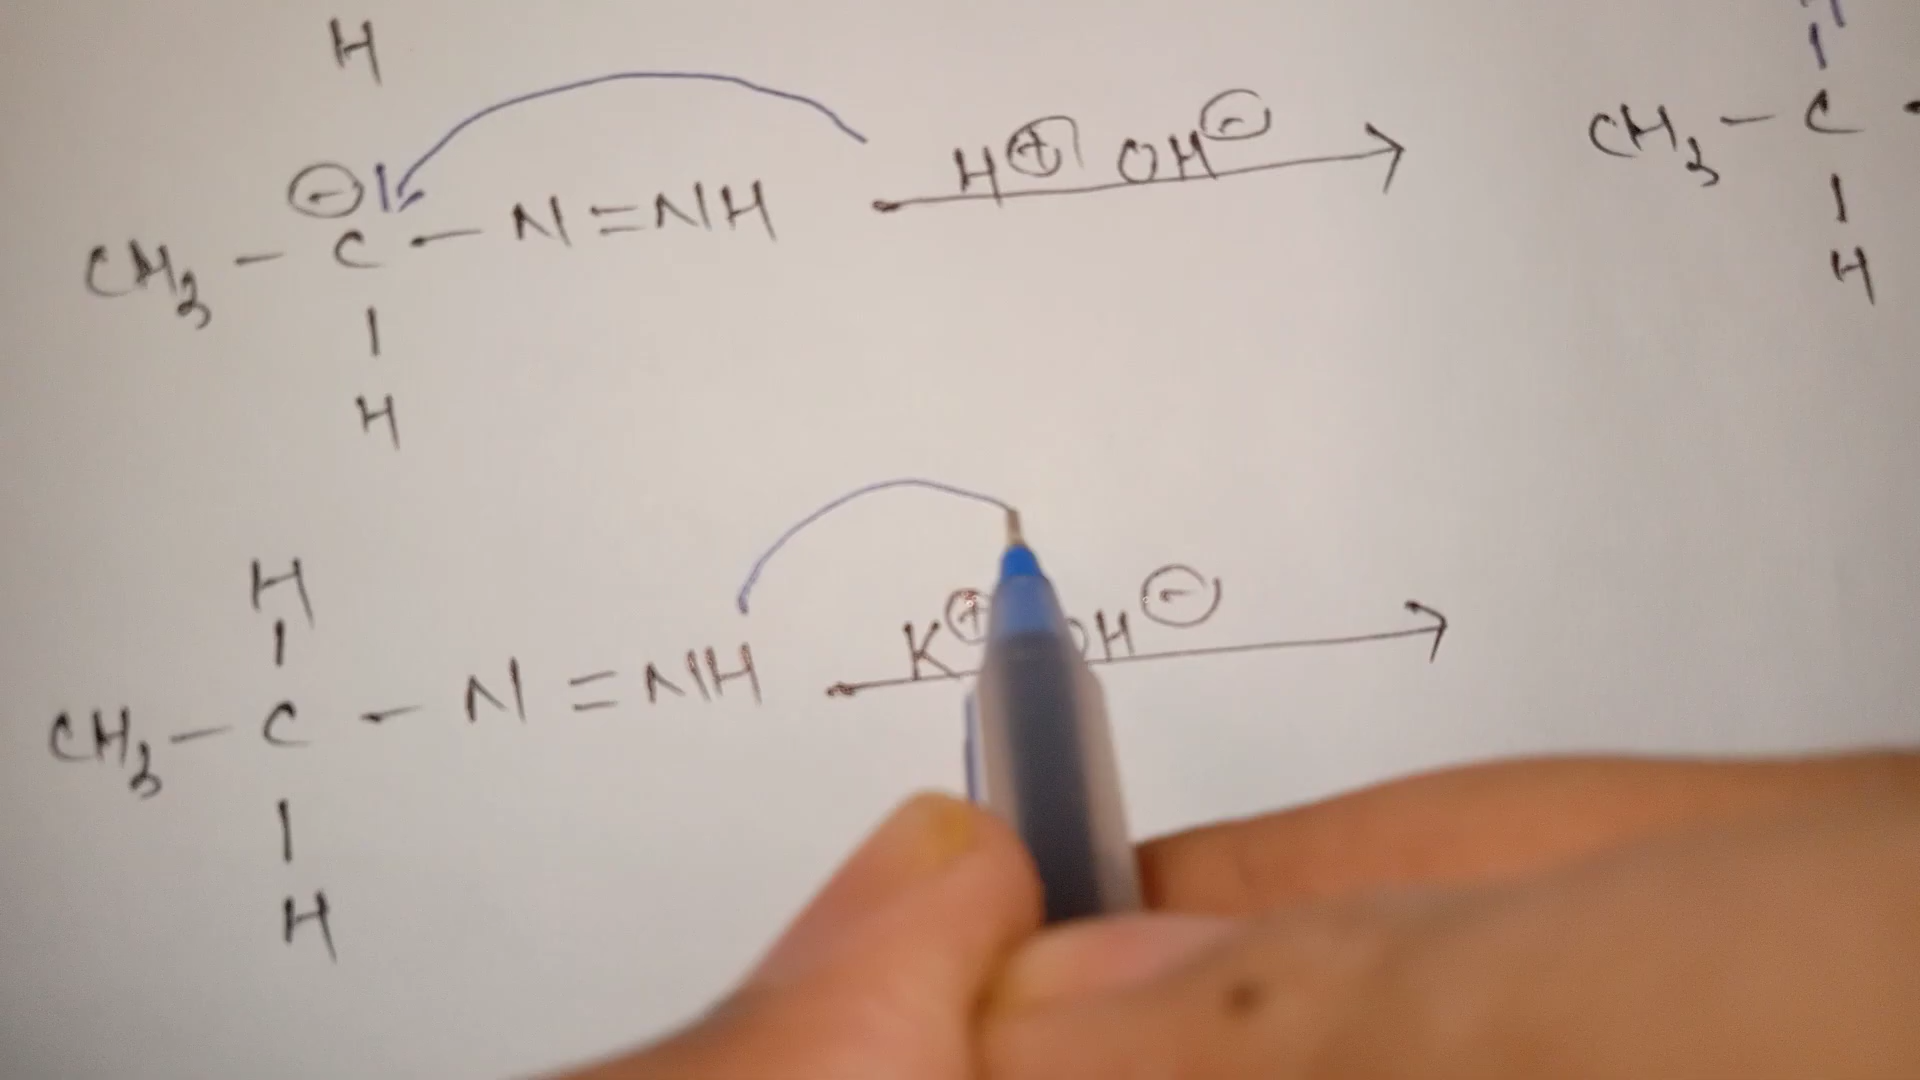 H
⊖
CH3 – C – N = NH
H⊕ OH⊖
|
H
CH3 – C
|
H
H
|
CH3 – C – N = NH
K⊕ OH⊖
|
H